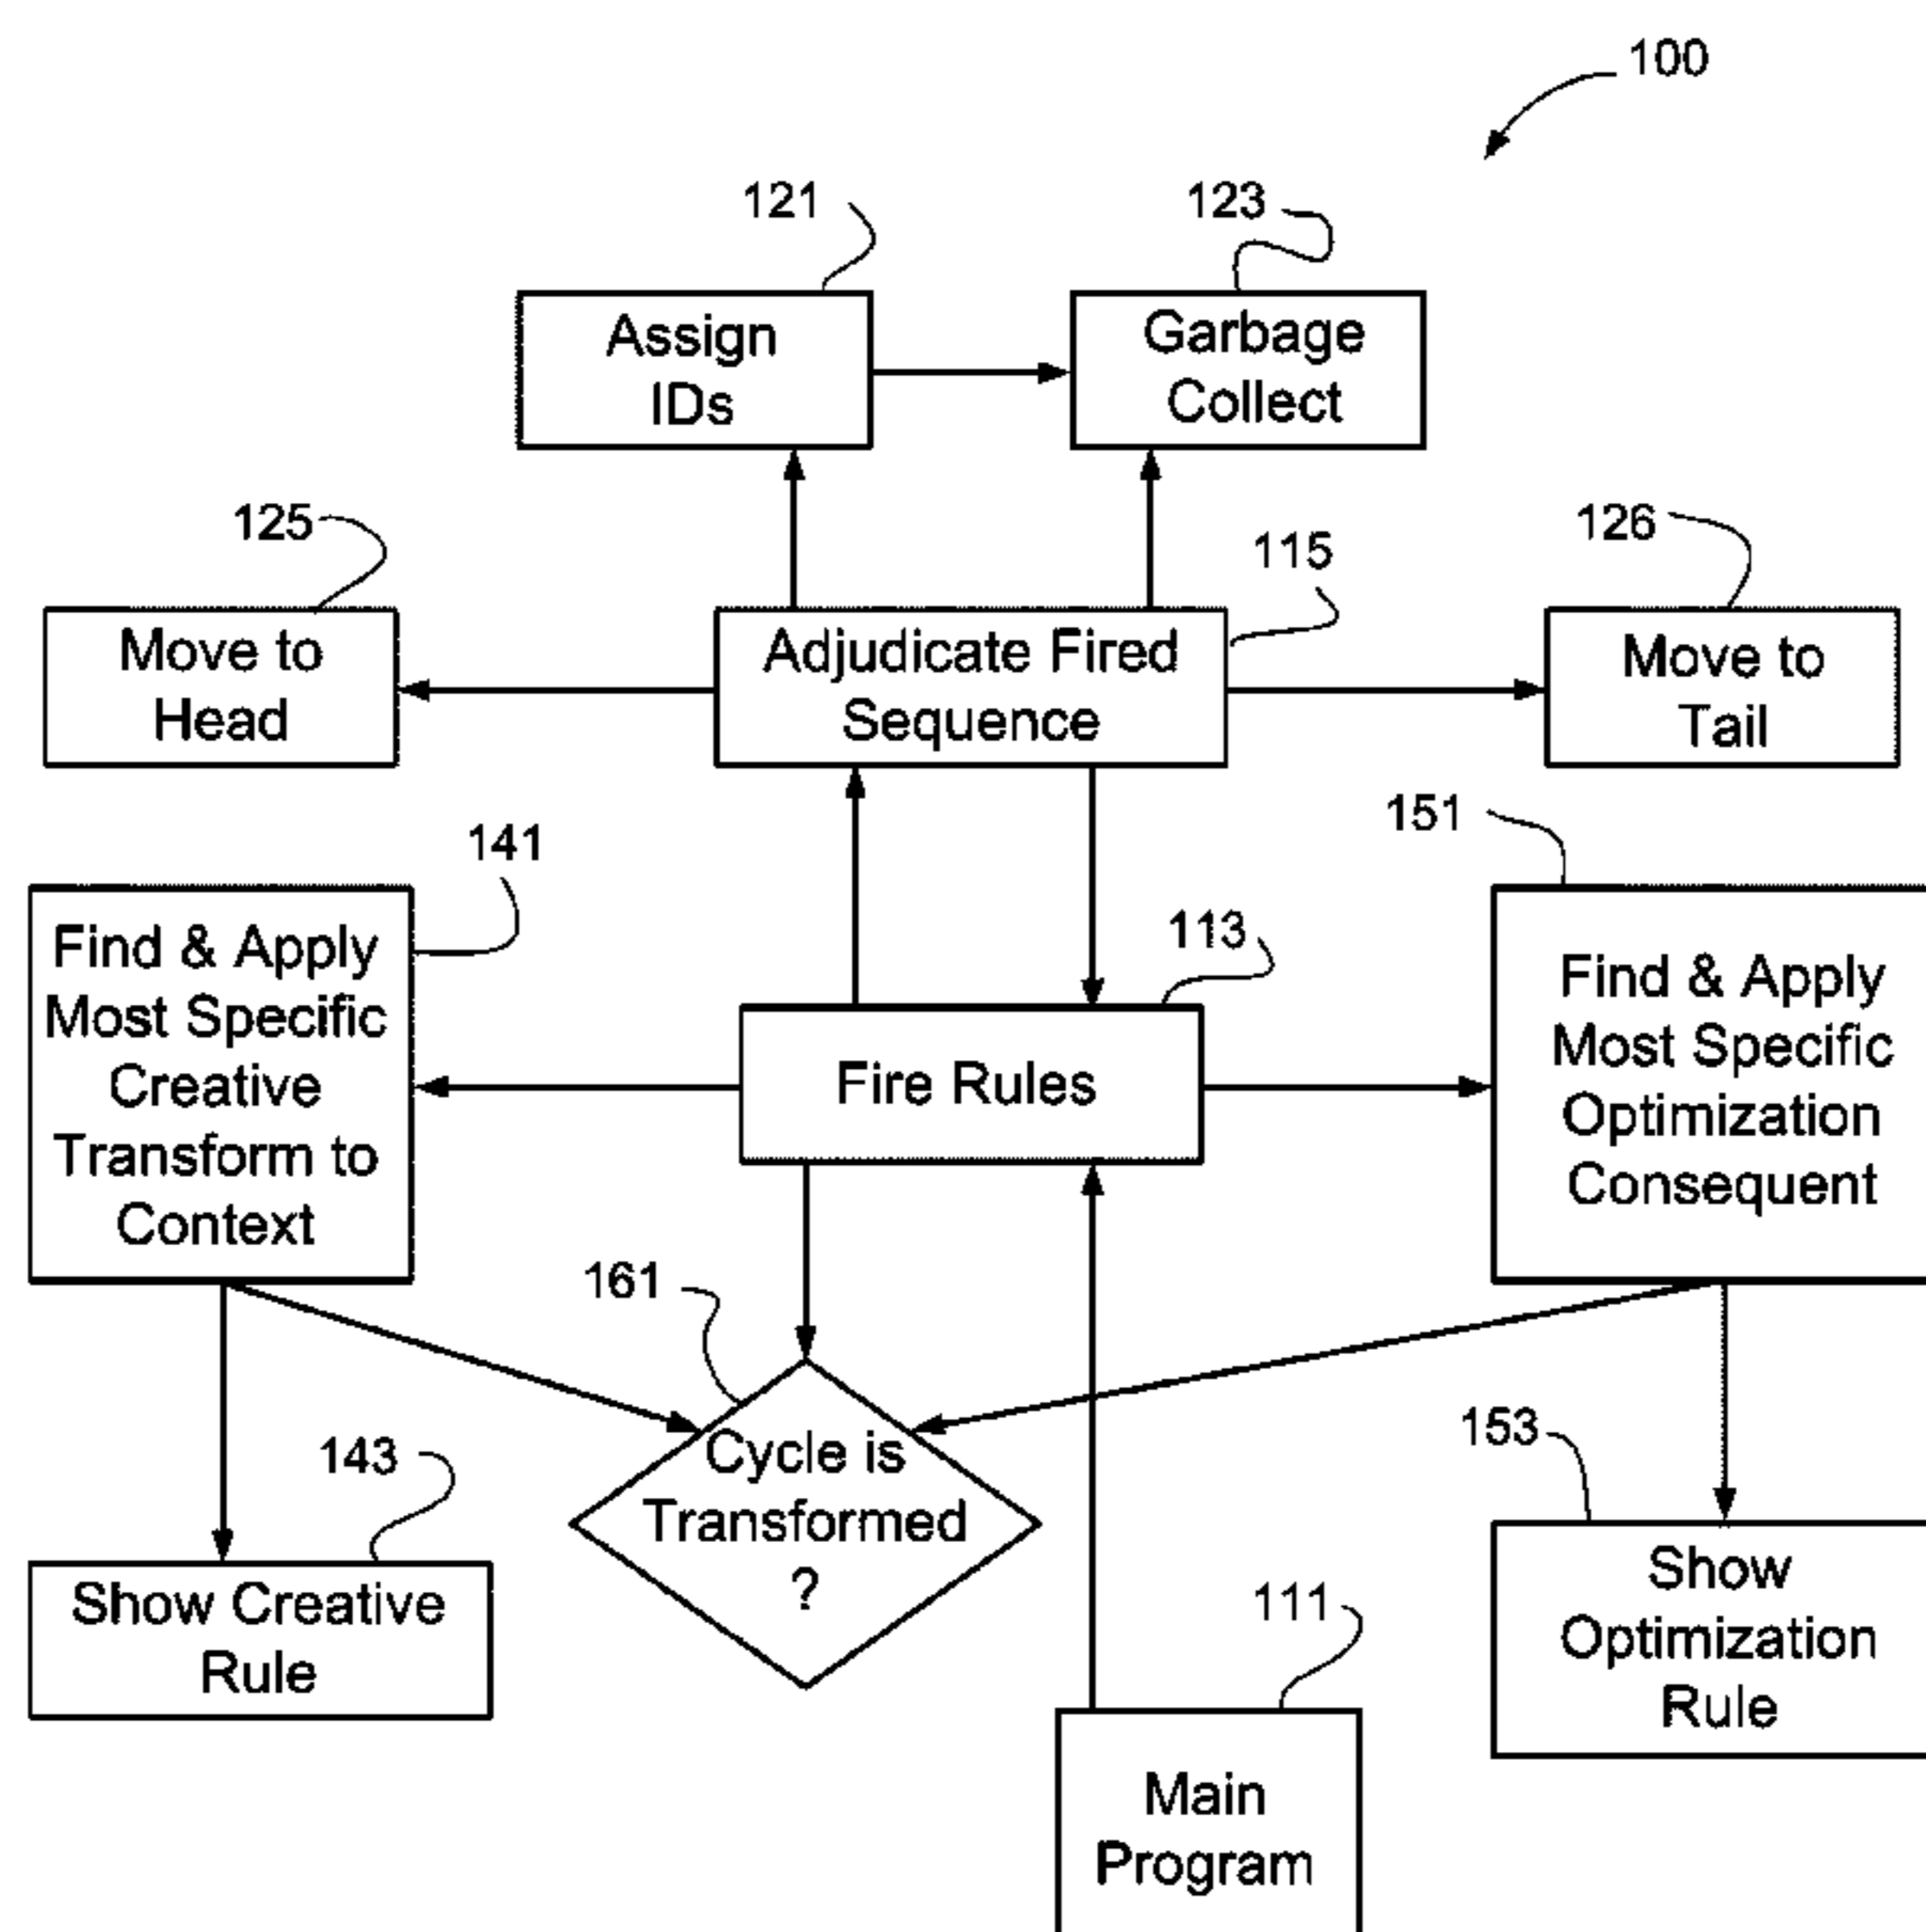 100
121
123
Assign
IDs
Garbage
Collect
125
115
126
Move to
Head
Adjudicate Fired
Sequence
Move to
Tail
141
151
113
Find & Apply
Most Specific
Creative
Transform to
Context
Fire Rules
Find & Apply
Most Specific
Optimization
Consequent
161
Cycle is
Transformed
?
143
153
Show Creative
Rule
111
Show
Optimization
Rule
Main
Program